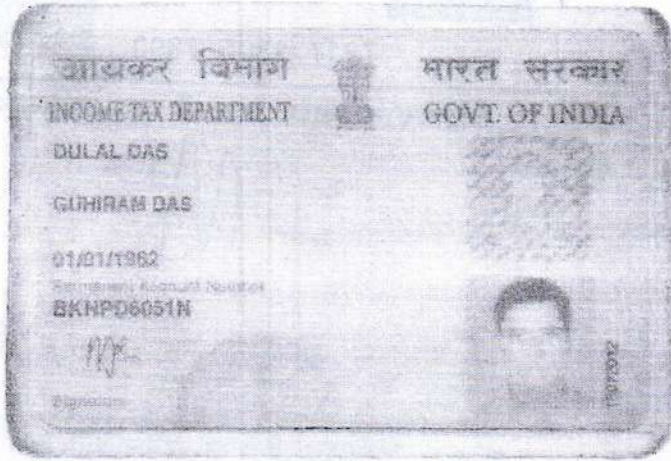 आयकर विभाग भारत सरकार
INCOME TAX DEPARTMENT GOVT. OF INDIA
DULAL DAS
GUHIRAM DAS
01/01/1962
Permanent Account Number
BKNPD6051N
Signature